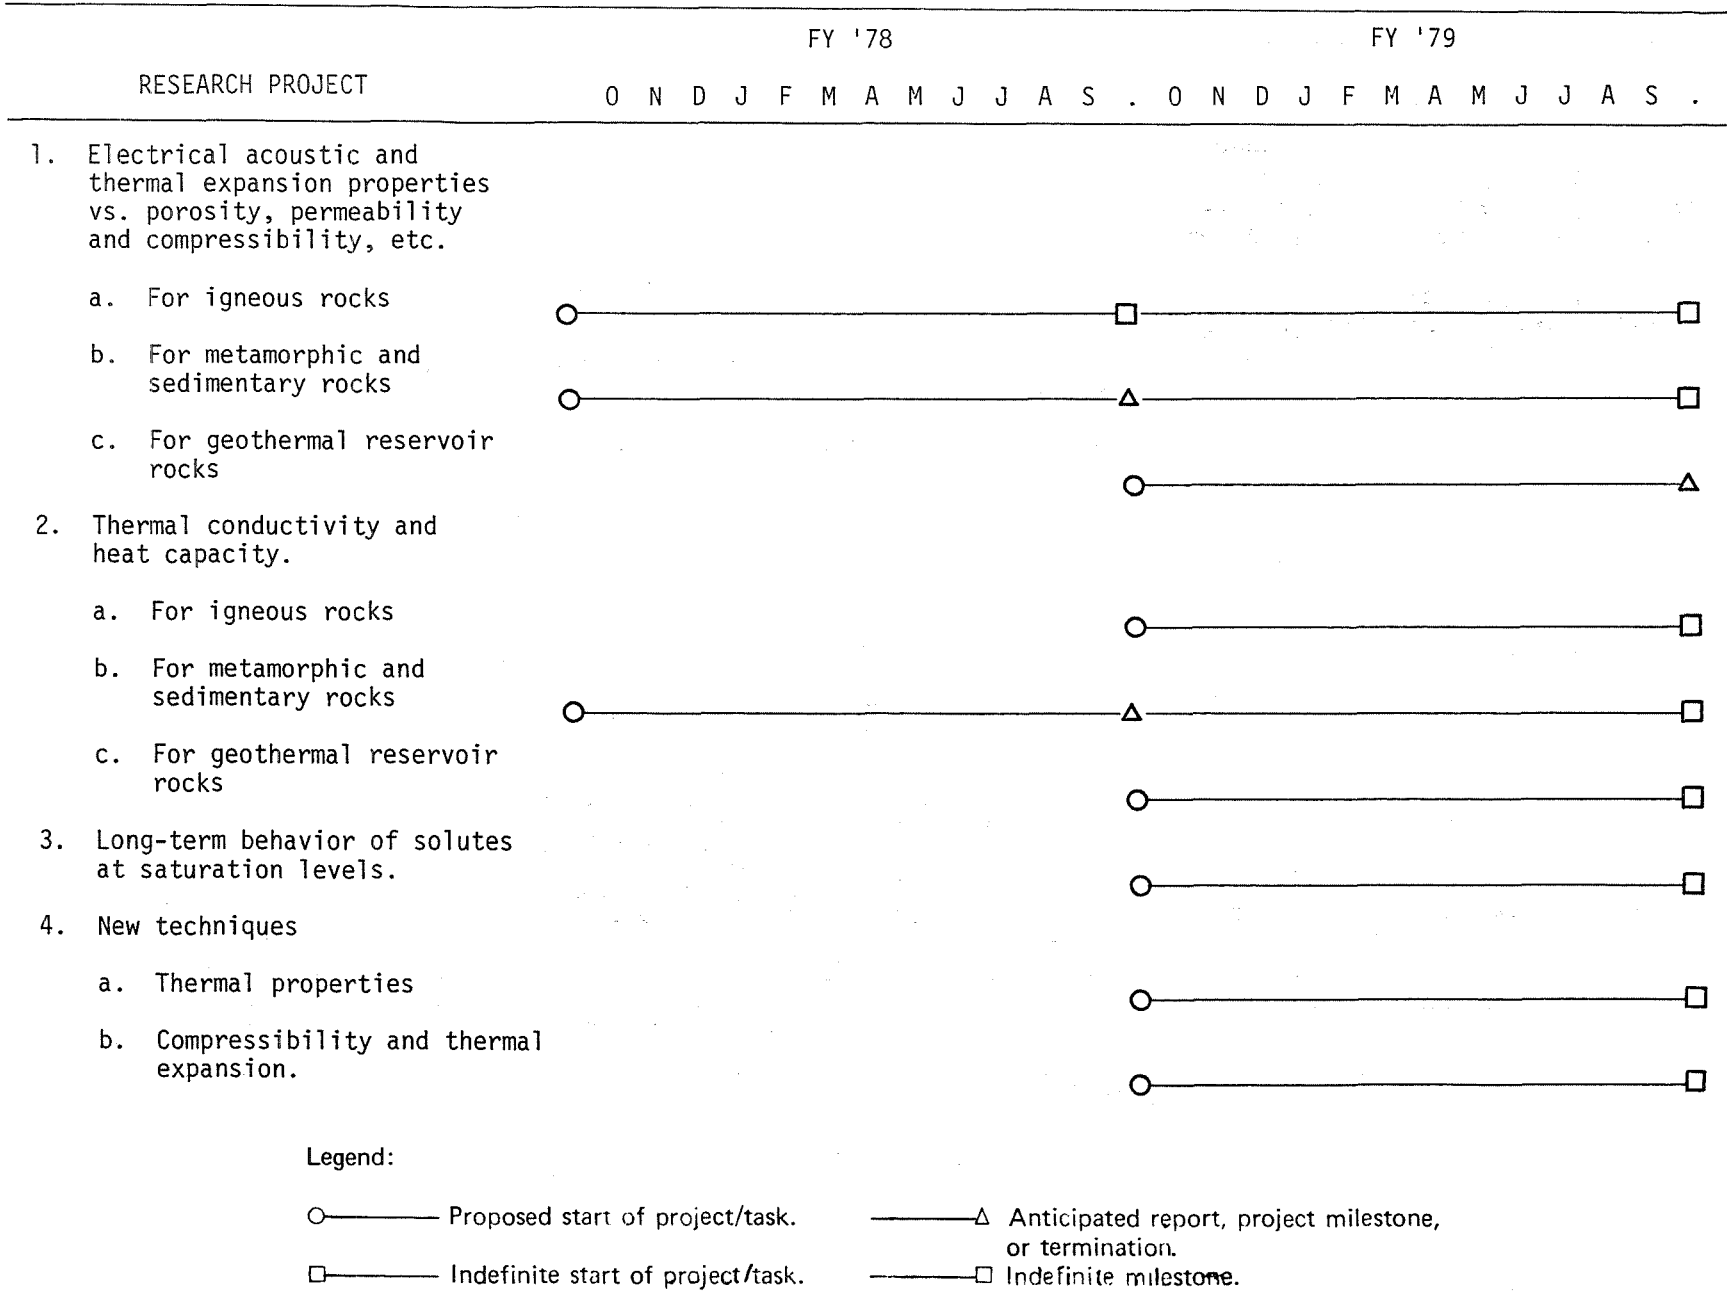 FY '78 FY '79
RESEARCH PROJECT O N D J F M A M J J A S . O N D J F M A M J J A S .
1. Electrical acoustic and
thermal expansion properties
vs. porosity, permeability
and compressibility, etc.
a. For igneous rocks
b. For metamorphic and
sedimentary rocks
c. For geothermal reservoir
rocks
2. Thermal conductivity and
heat capacity.
a. For igneous rocks
b. For metamorphic and
sedimentary rocks
c. For geothermal reservoir
rocks
3. Long-term behavior of solutes
at saturation levels.
4. New techniques
a. Thermal properties
b. Compressibility and thermal
expansion.
Legend:
Proposed start of project/task.
Anticipated report, project milestone,
or termination.
Indefinite start of project/task.
Indefinite milestone.